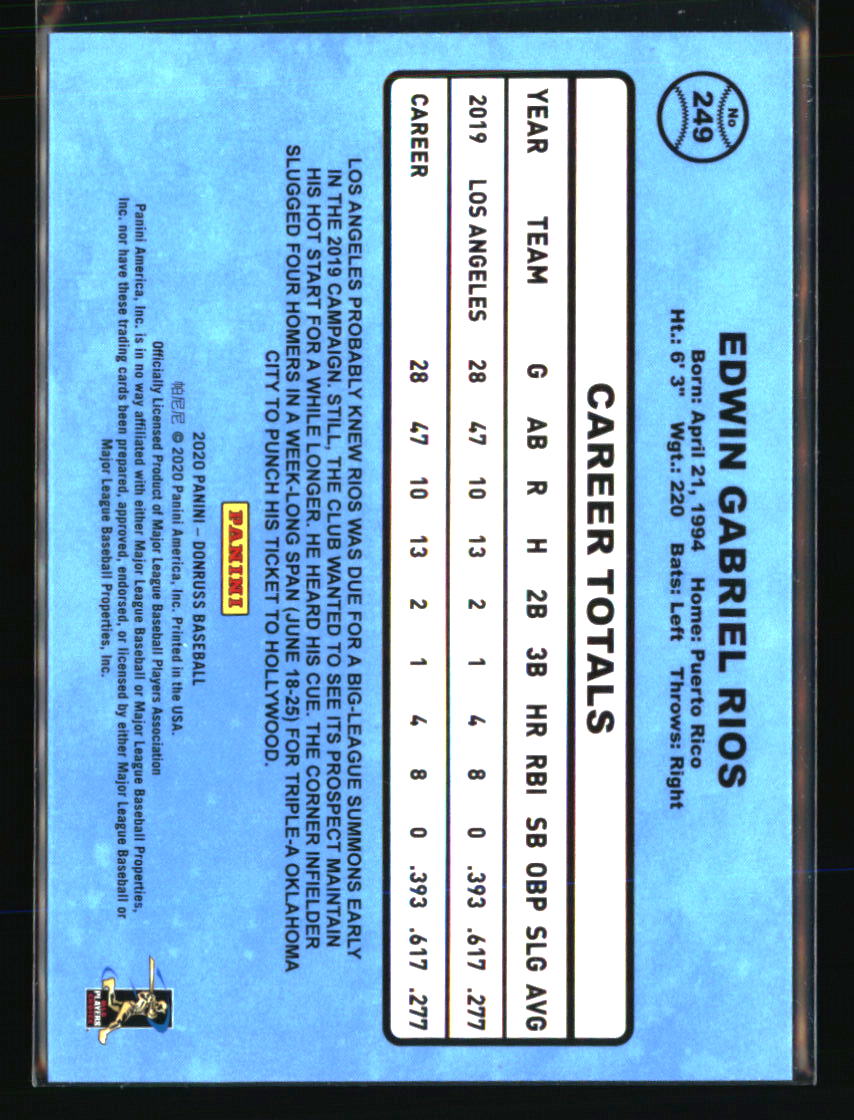 No
249
EDWIN GABRIEL RIOS
Born: April 21, 1994 Home: Puerto Rico
Ht.: 6' 3" Wgt.: 220 Bats: Left Throws: Right
CAREER TOTALS
YEAR TEAM G AB R H 2B 3B HR RBI SB OBP SLG AVG
2019 LOS ANGELES 28 47 10 13 2 1 4 8 0 .393 .617 .277
CAREER 28 47 10 13 2 1 4 8 0 .393 .617 .277
LOS ANGELES PROBABLY KNEW RIOS WAS DUE FOR A BIG-LEAGUE SUMMONS EARLY
IN THE 2019 CAMPAIGN. STILL, THE CLUB WANTED TO SEE ITS PROSPECT MAINTAIN
HIS HOT START FOR A WHILE LONGER. HE HEARD HIS CUE. THE CORNER INFIELDER
SLUGGED FOUR HOMERS IN A WEEK-LONG SPAN (JUNE 18-25) FOR TRIPLE-A OKLAHOMA
CITY TO PUNCH HIS TICKET TO HOLLYWOOD.
PANINI
2020 PANINI – DONRUSS BASEBALL
帕尼尼 © 2020 Panini America, Inc. Printed in the USA.
Officially Licensed Product of Major League Baseball Players Association
Panini America, Inc. is in no way affiliated with either Major League Baseball or Major League Baseball Properties,
Inc. nor have these trading cards been prepared, approved, endorsed, or licensed by either Major League Baseball or
Major League Baseball Properties, Inc.
PLAYERS